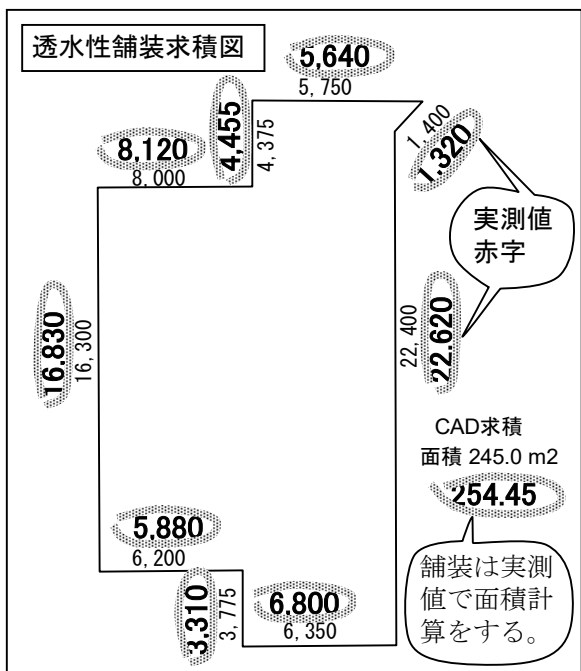 透水性舗装求積図
5,640
5,750
4,455
4,375
8,120
8,000
1,400
1,320
実測値
赤字
16.830
16,300
22,400
22.620
CAD求積
面積 245.0 m2
254.45
舗装は実測
値で面積計
算をする。
5,880
6,200
3,310
3,775
6.800
6,350